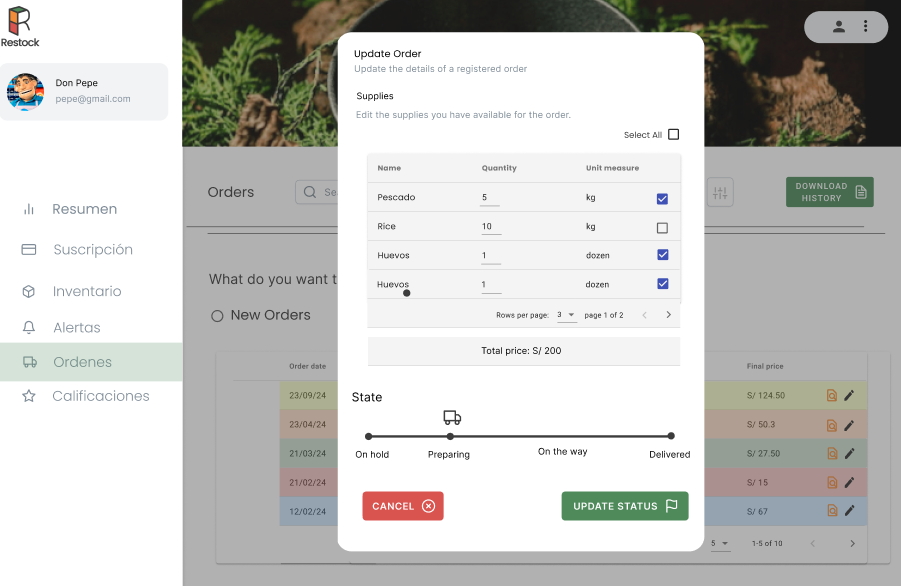 Restock
Don Pepe
pepe@gmail.com
Resumen
Suscripción
Inventario
Alertas
Ordenes
Calificaciones
Orders
Se
DOWNLOAD
HISTORY
What do you want t
New Orders
Order date
Final price
23/09/24
S/ 124.50
23/04/24
S/ 50.3
21/03/24
S/ 27.50
21/02/24
S/ 15
12/02/24
S/ 67
5
1-5 of 10
Update Order
Update the details of a registered order
Supplies
Edit the supplies you have available for the order.
Select All
Name Quantity Unit measure
Pescado 5 kg
Rice 10 kg
Huevos 1 dozen
Huevos 1 dozen
Rows per page: 3 page 1 of 2
Total price: S/ 200
State
On hold Preparing On the way Delivered
CANCEL
UPDATE STATUS